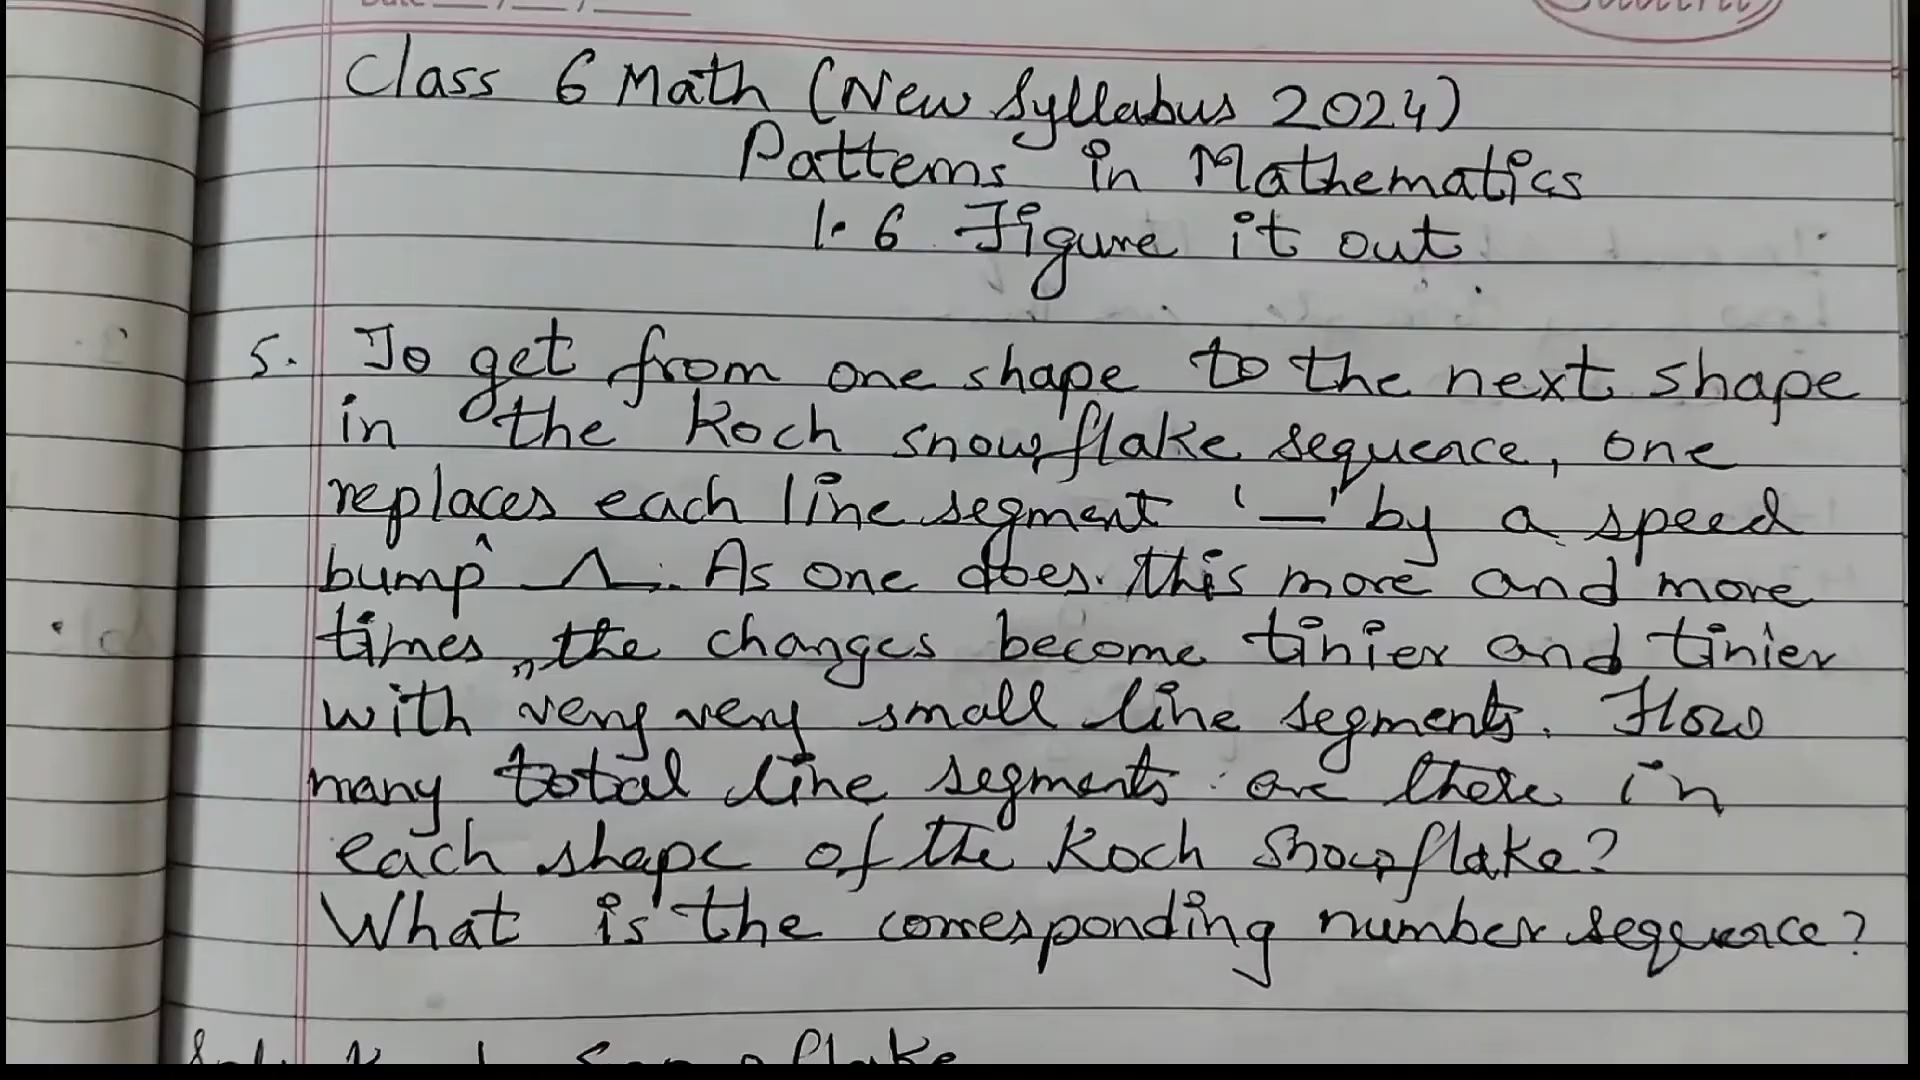 Date __/__/____
Class 6 Math (New Syllabus 2024)
Patterns in Mathematics
1.6 Figure it out
5. To get from one shape to the next shape
in the Koch snowflake sequence, one
replaces each line segment '—' by a speed
bump. As one does this more and more
times, the changes become tinier and tinier
with very very small line segments. How
many total line segments are there in
each shape of the Koch Snowflake?
What is the corresponding number sequence?